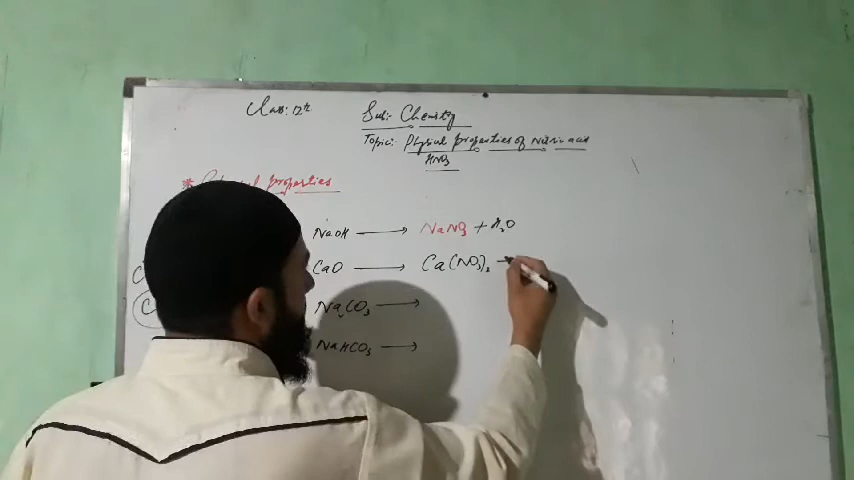 Class: 12th
Sub: Chemistry
Topic: Physical properties of Nitric acid
HNO3
properties
NaOH → NaNO3 + H2O
CaO → Ca(NO3)2
Na2CO3 →
NaHCO3 →